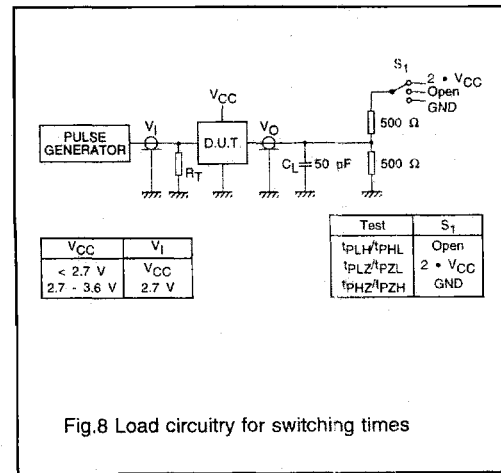 S1
2 • VCC
Open
GND
VCC
500 Ω
PULSE GENERATOR
VI
D.U.T.
VO
RT
CL
50 pF
500 Ω
VCC VI
< 2.7 V VCC
2.7 - 3.6 V 2.7 V
Test S1
tPLH/tPHL Open
tPLZ/tPZL 2 • VCC
tPHZ/tPZH GND
Fig.8 Load circuitry for switching times